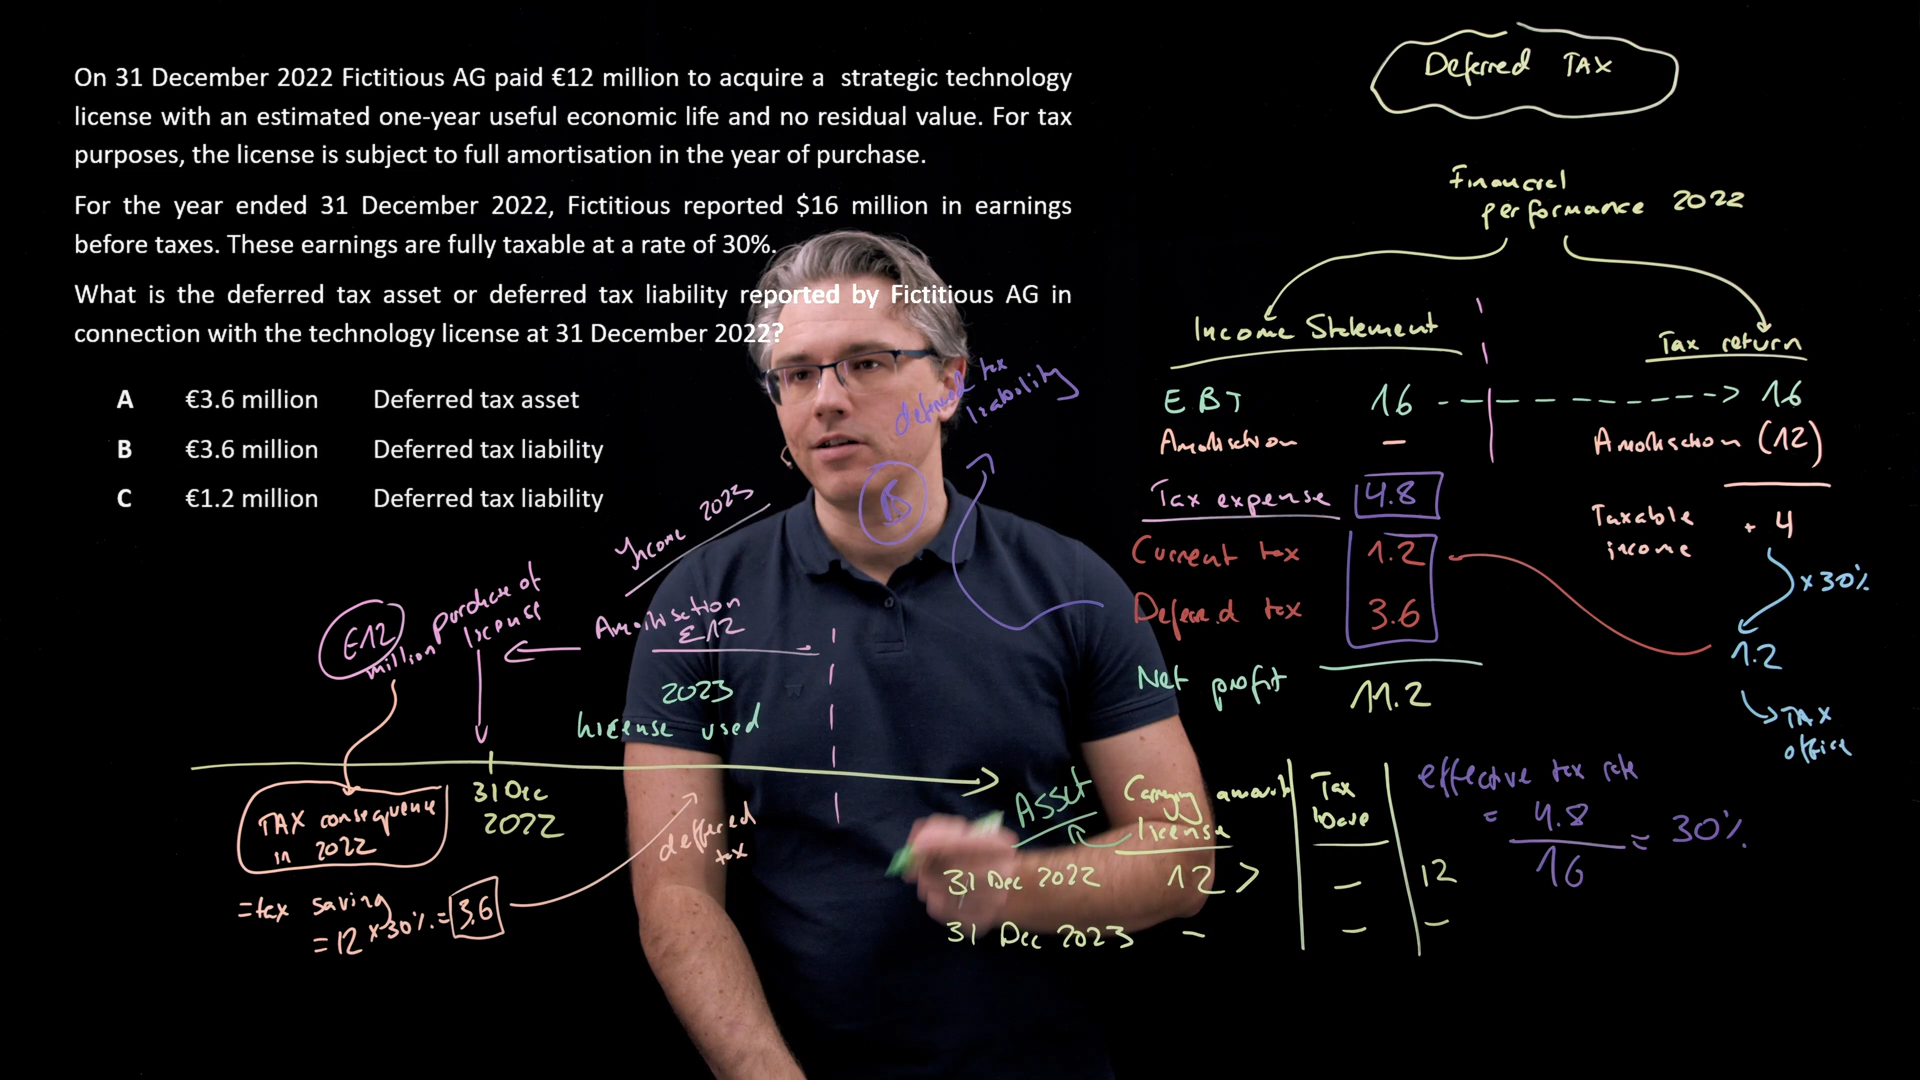 On 31 December 2022 Fictitious AG paid €12 million to acquire a strategic technology
license with an estimated one-year useful economic life and no residual value. For tax
purposes, the license is subject to full amortisation in the year of purchase.
For the year ended 31 December 2022, Fictitious reported $16 million in earnings
before taxes. These earnings are fully taxable at a rate of 30%.
What is the deferred tax asset or deferred tax liability reported by Fictitious AG in
connection with the technology license at 31 December 2022?
A €3.6 million Deferred tax asset
B €3.6 million Deferred tax liability
C €1.2 million Deferred tax liability
Deferred TAX
Financial
performance 2022
Income Statement
Tax return
EBT 16 16
Amortisation – Amortisation (12)
Tax expense 4.8
Taxable
income + 4
Current tax 1.2
x 30%
Deferred tax 3.6
1.2
Net profit 11.2
TAX
office
deferred tax
liability
B
Income 2023
€12
million
purchase of
license
Amortisation
€12
2023
license used
31 Dec
2022
TAX consequence
in 2022
= tax saving
= 12 x 30% = 3.6
deffered
tax
Asset
Carrying amount
license
Tax
base
31 Dec 2022 12 > – 12
31 Dec 2023 – – –
effective tax rate
= 4.8
16
= 30%